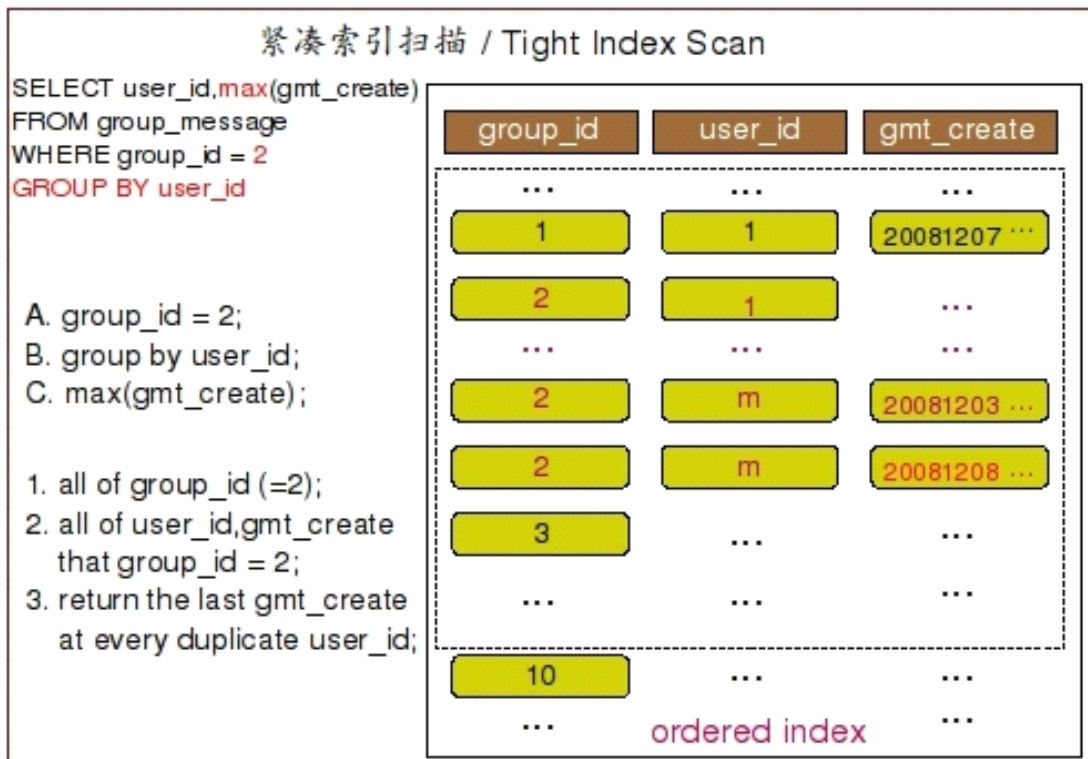 紧凑索引扫描 / Tight Index Scan
SELECT user_id,max(gmt_create)
FROM group_message
WHERE group_id = 2
GROUP BY user_id
A. group_id = 2;
B. group by user_id;
C. max(gmt_create);
1. all of group_id (=2);
2. all of user_id,gmt_create
that group_id = 2;
3. return the last gmt_create
at every duplicate user_id;
group_id user_id gmt_create
... ... ...
1 1 20081207 ...
2 1 ...
... ... ...
2 m 20081203 ...
2 m 20081208 ...
3 ... ...
... ... ...
10 ... ...
... ...
ordered index